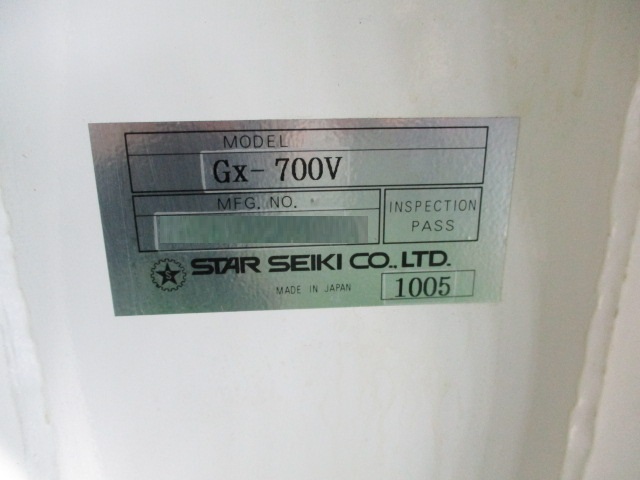 MODEL
Gx-700V
MFG. NO.
INSPECTION
PASS
STAR SEIKI CO., LTD.
MADE IN JAPAN
1005